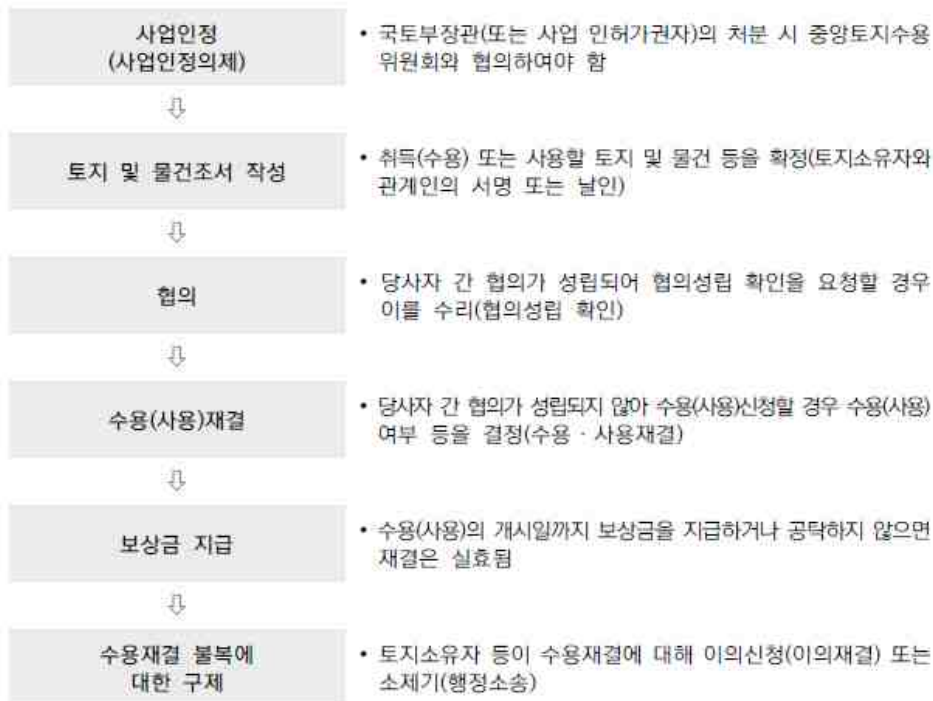 사업인정
(사업인정의제)
• 국토부장관(또는 사업 인허가권자)의 처분 시 중앙토지수용
위원회와 협의하여야 함
⇩
토지 및 물건조서 작성
• 취득(수용) 또는 사용할 토지 및 물건 등을 확정(토지소유자와
관계인의 서명 또는 날인)
⇩
협의
• 당사자 간 협의가 성립되어 협의성립 확인을 요청할 경우
이를 수리(협의성립 확인)
⇩
수용(사용)재결
• 당사자 간 협의가 성립되지 않아 수용(사용)신청할 경우 수용(사용)
여부 등을 결정(수용 · 사용재결)
⇩
보상금 지급
• 수용(사용)의 개시일까지 보상금을 지급하거나 공탁하지 않으면
재결은 실효됨
⇩
수용재결 불복에
대한 구제
• 토지소유자 등이 수용재결에 대해 이의신청(이의재결) 또는
소제기(행정소송)